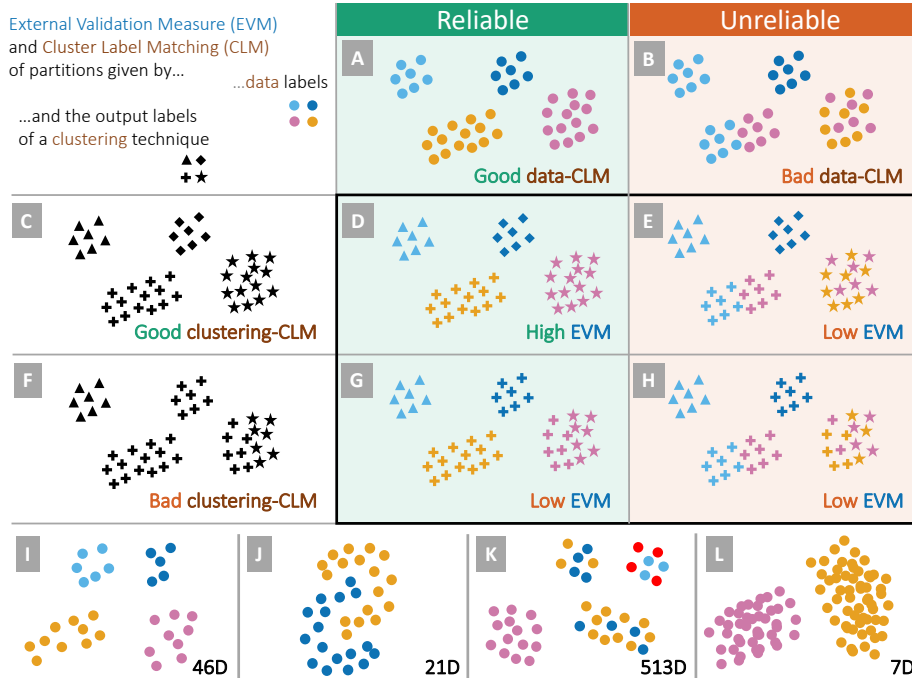 External Validation Measure (EVM)
and Cluster Label Matching (CLM)
of partitions given by...
...data labels
...and the output labels
of a clustering technique
Reliable
Unreliable
A
Good data-CLM
B
Bad data-CLM
C
Good clustering-CLM
D
High EVM
E
Low EVM
F
Bad clustering-CLM
G
Low EVM
H
Low EVM
I
46D
J
21D
K
513D
L
7D